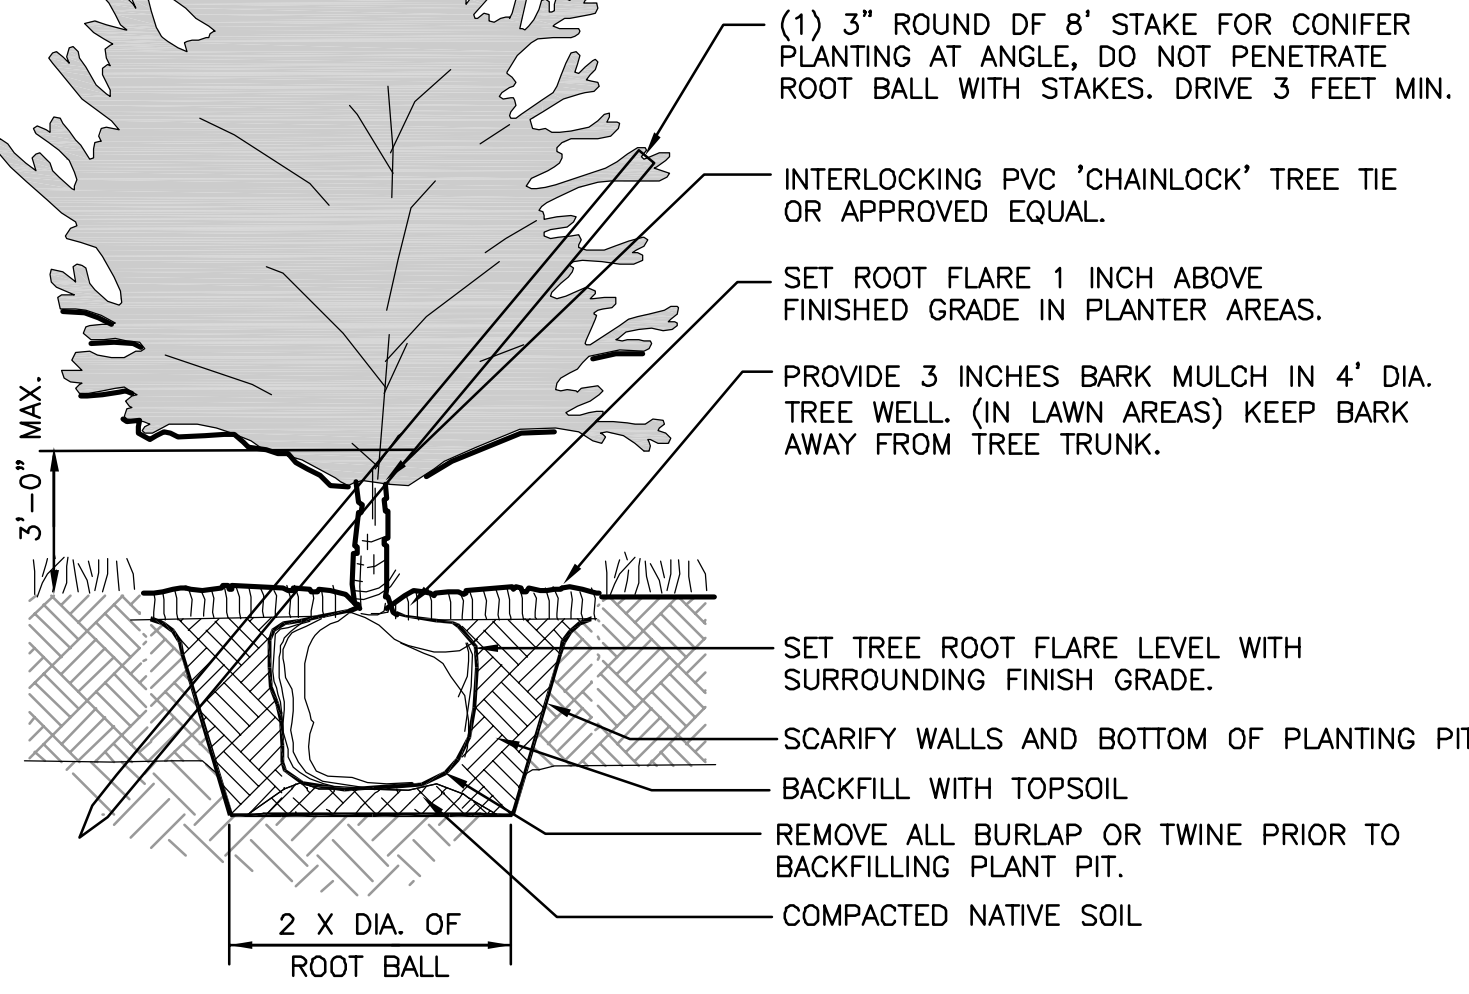 (1) 3" ROUND DF 8' STAKE FOR CONIFER
PLANTING AT ANGLE, DO NOT PENETRATE
ROOT BALL WITH STAKES. DRIVE 3 FEET MIN.
INTERLOCKING PVC 'CHAINLOCK' TREE TIE
OR APPROVED EQUAL.
SET ROOT FLARE 1 INCH ABOVE
FINISHED GRADE IN PLANTER AREAS.
PROVIDE 3 INCHES BARK MULCH IN 4' DIA.
TREE WELL. (IN LAWN AREAS) KEEP BARK
AWAY FROM TREE TRUNK.
3'-0" MAX.
SET TREE ROOT FLARE LEVEL WITH
SURROUNDING FINISH GRADE.
SCARIFY WALLS AND BOTTOM OF PLANTING PIT
BACKFILL WITH TOPSOIL
REMOVE ALL BURLAP OR TWINE PRIOR TO
BACKFILLING PLANT PIT.
COMPACTED NATIVE SOIL
2 X DIA. OF
ROOT BALL